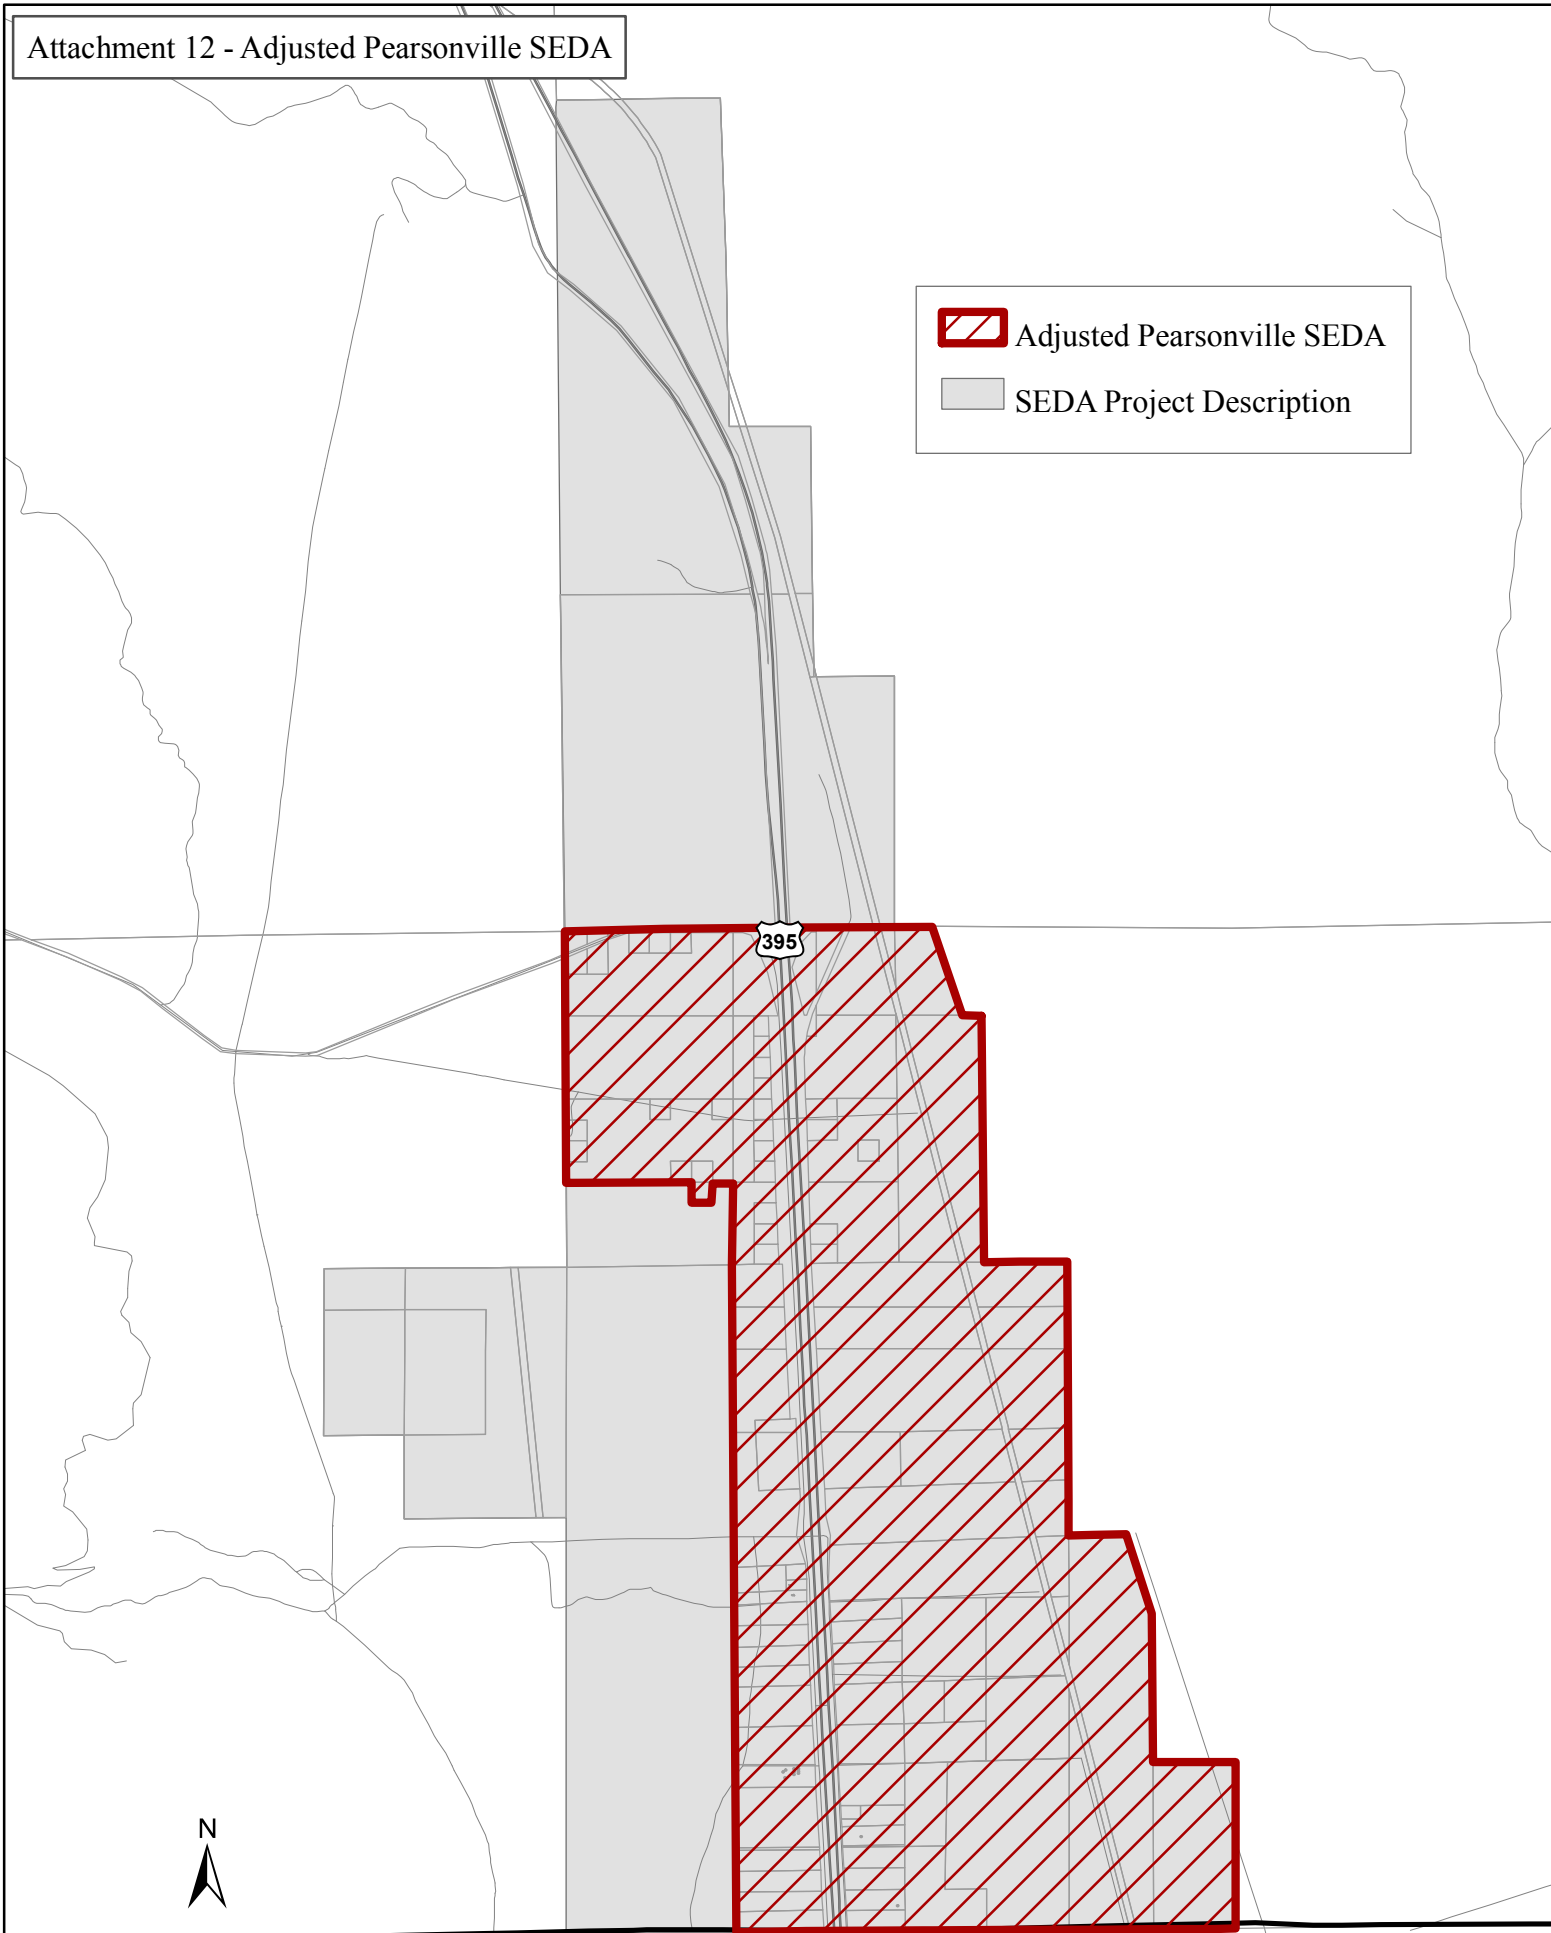 Attachment 12 - Adjusted Pearsonville SEDA
Adjusted Pearsonville SEDA
SEDA Project Description
395
N